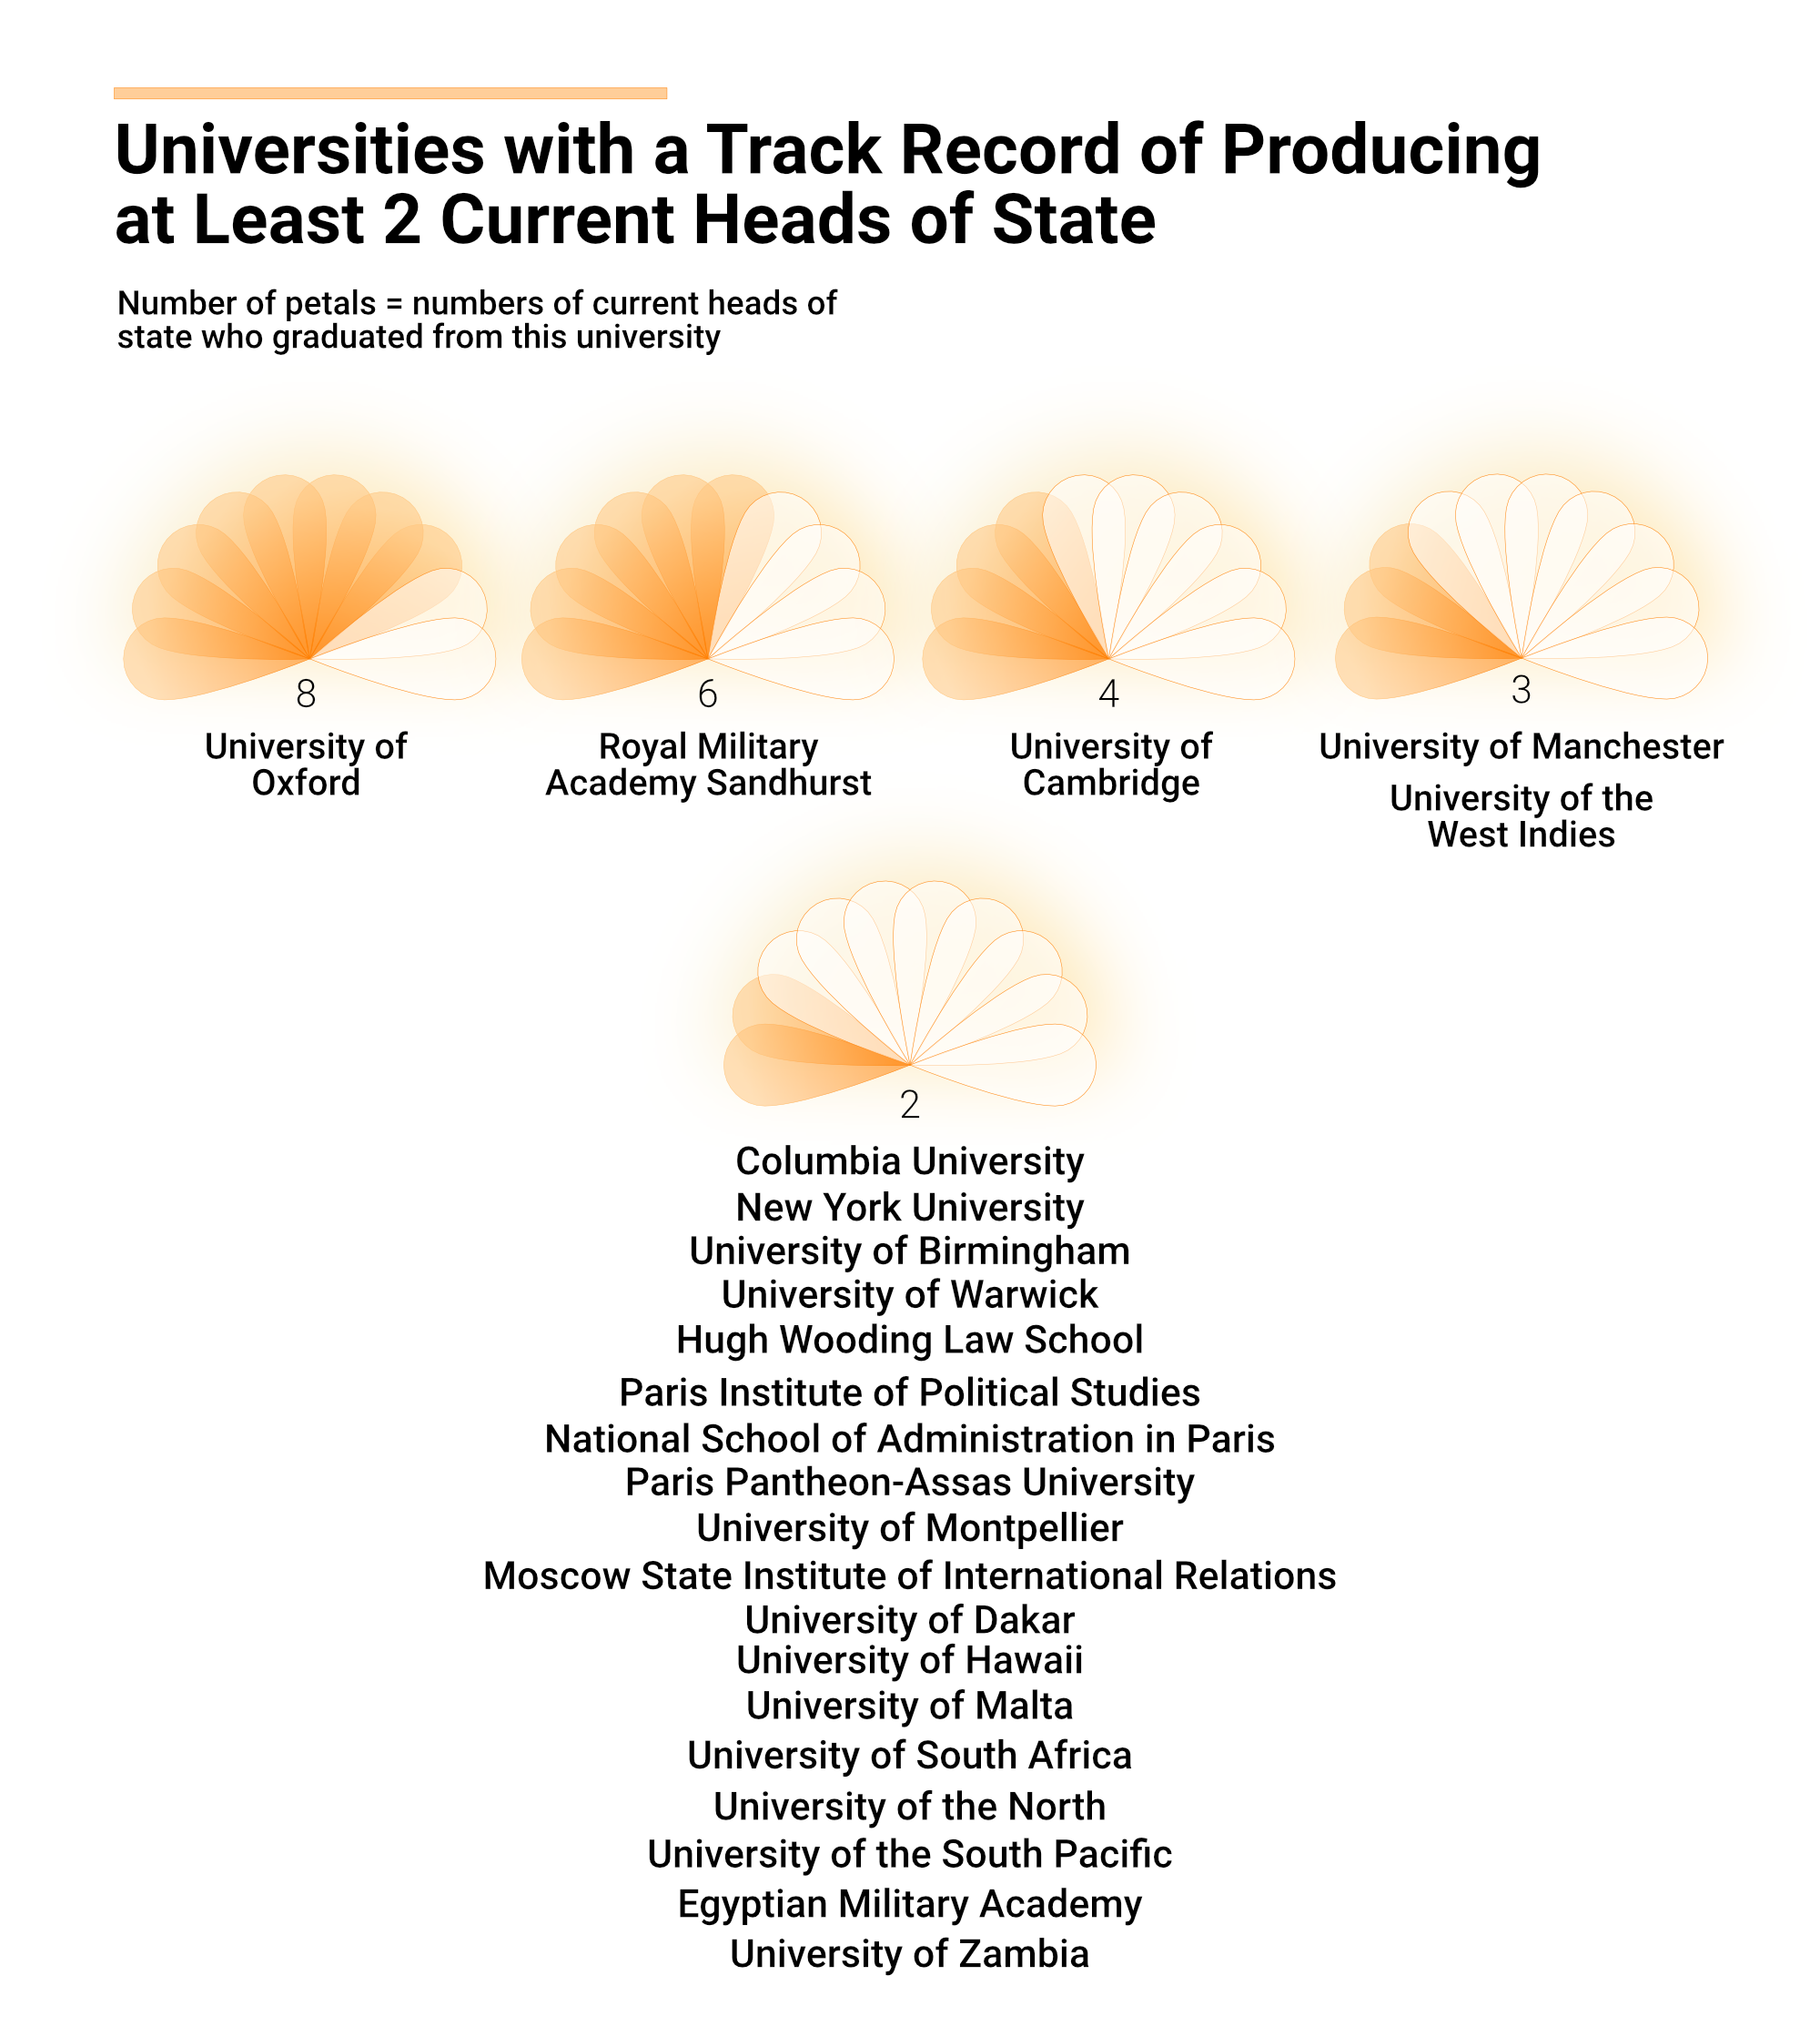 Universities with a Track Record of Producing
at Least 2 Current Heads of State
Number of petals = numbers of current heads of
state who graduated from this university
8
University of
Oxford
6
Royal Military
Academy Sandhurst
4
University of
Cambridge
3
University of Manchester
University of the
West Indies
2
Columbia University
New York University
University of Birmingham
University of Warwick
Hugh Wooding Law School
Paris Institute of Political Studies
National School of Administration in Paris
Paris Pantheon-Assas University
University of Montpellier
Moscow State Institute of International Relations
University of Dakar
University of Hawaii
University of Malta
University of South Africa
University of the North
University of the South Pacific
Egyptian Military Academy
University of Zambia